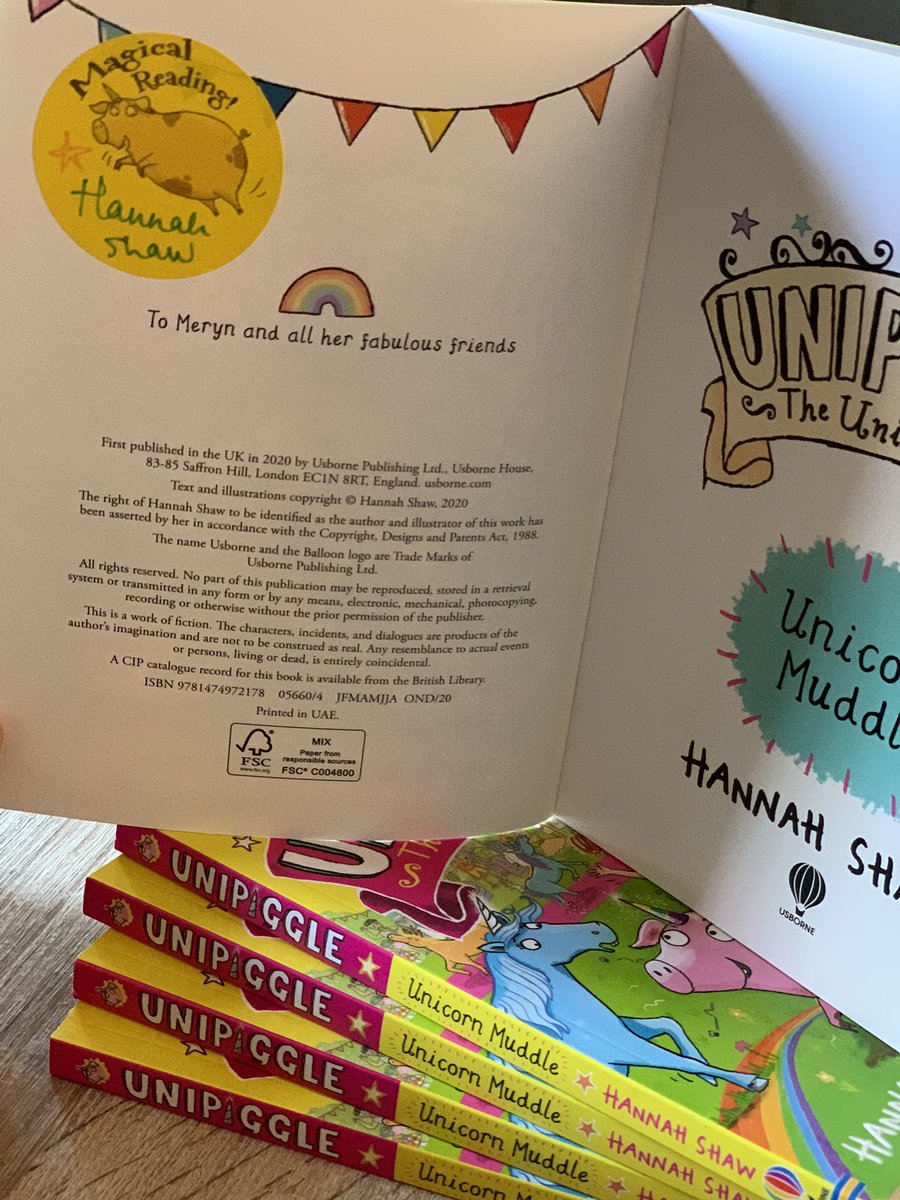 Magical
Reading!
Hannah
Shaw
To Meryn and all her fabulous friends
First published in the UK in 2020 by Usborne Publishing Ltd., Usborne House,
83-85 Saffron Hill, London EC1N 8RT, England. usborne.com
Text and illustrations copyright © Hannah Shaw, 2020
The right of Hannah Shaw to be identified as the author and illustrator of this work has
been asserted by her in accordance with the Copyright, Designs and Patents Act, 1988.
The name Usborne and the Balloon logo are Trade Marks of
Usborne Publishing Ltd.
All rights reserved. No part of this publication may be reproduced, stored in a retrieval
system or transmitted in any form or by any means, electronic, mechanical, photocopying,
recording or otherwise without the prior permission of the publisher.
This is a work of fiction. The characters, incidents, and dialogues are products of the
author's imagination and are not to be construed as real. Any resemblance to actual events
or persons, living or dead, is entirely coincidental.
A CIP catalogue record for this book is available from the British Library.
ISBN 9781474972178 05660/4 JFMAMJJA OND/20
Printed in UAE.
FSC
www.fsc.org
MIX
Paper from
responsible sources
FSC® C004800
UNIP
The Uni
Unico
Muddl
HANNAH SHA
USBORNE
UNIPIGGLE Unicorn Muddle HANNAH SHAW
UNIPIGGLE Unicorn Muddle HANNAH SHA
UNIPIGGLE Unicorn Muddle HA
UNIPIGGLE Unicorn Muddle
HANN